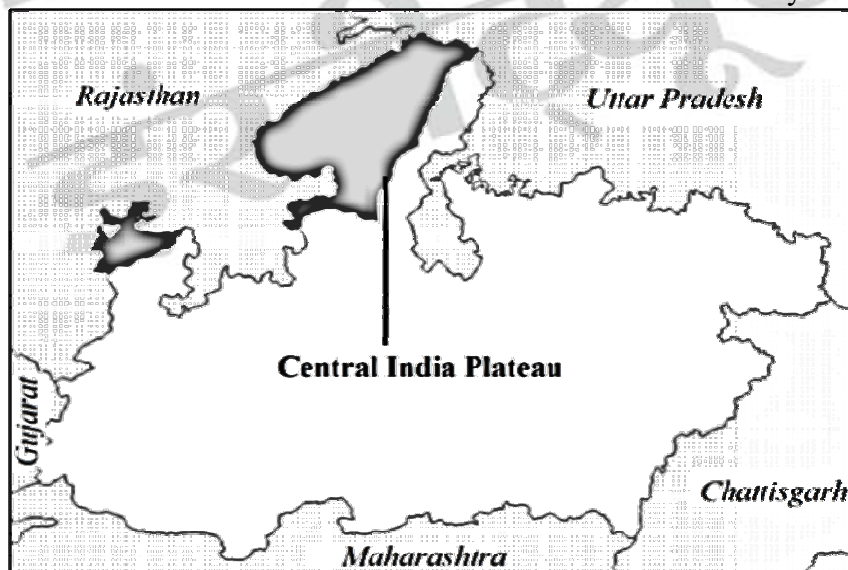 Rajasthan
Uttar Pradesh
Central India Plateau
Gujarat
Chattisgarh
Maharashtra